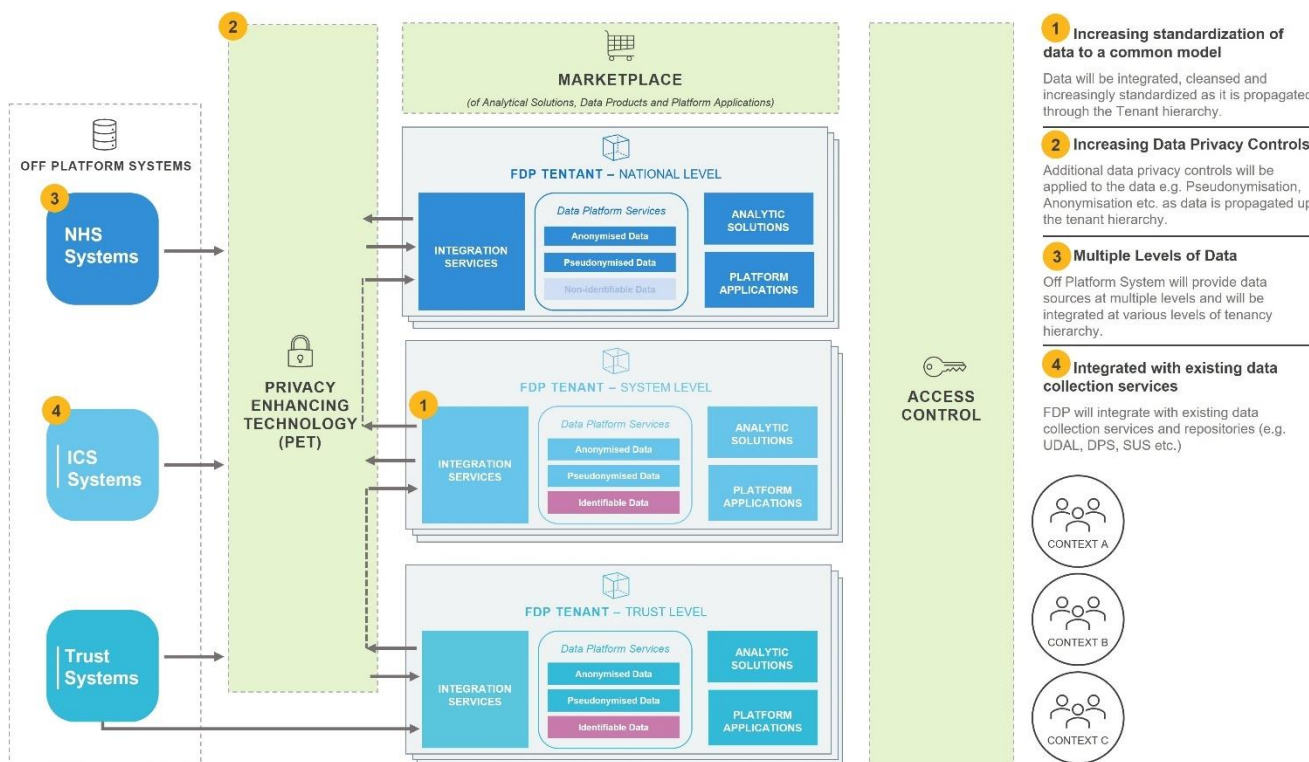 2
MARKETPLACE
(of Analytical Solutions, Data Products and Platform Applications)
OFF PLATFORM SYSTEMS
3
NHS
Systems
4
ICS
Systems
Trust
Systems
PRIVACY
ENHANCING
TECHNOLOGY
(PET)
FDP TENTANT – NATIONAL LEVEL
INTEGRATION
SERVICES
Data Platform Services
Anonymised Data
Pseudonymised Data
Non-identifiable Data
ANALYTIC
SOLUTIONS
PLATFORM
APPLICATIONS
FDP TENANT – SYSTEM LEVEL
1
INTEGRATION
SERVICES
Data Platform Services
Anonymised Data
Pseudonymised Data
Identifiable Data
ANALYTIC
SOLUTIONS
PLATFORM
APPLICATIONS
FDP TENANT – TRUST LEVEL
INTEGRATION
SERVICES
Data Platform Services
Anonymised Data
Pseudonymised Data
Identifiable Data
ANALYTIC
SOLUTIONS
PLATFORM
APPLICATIONS
ACCESS
CONTROL
1 Increasing standardization of
data to a common model
Data will be integrated, cleansed and
increasingly standardized as it is propagated
through the Tenant hierarchy.
2 Increasing Data Privacy Controls
Additional data privacy controls will be
applied to the data e.g. Pseudonymisation,
Anonymisation etc. as data is propagated up
the tenant hierarchy.
3 Multiple Levels of Data
Off Platform System will provide data
sources at multiple levels and will be
integrated at various levels of tenancy
hierarchy.
4 Integrated with existing data
collection services
FDP will integrate with existing data
collection services and repositories (e.g.
UDAL, DPS, SUS etc.)
CONTEXT A
CONTEXT B
CONTEXT C